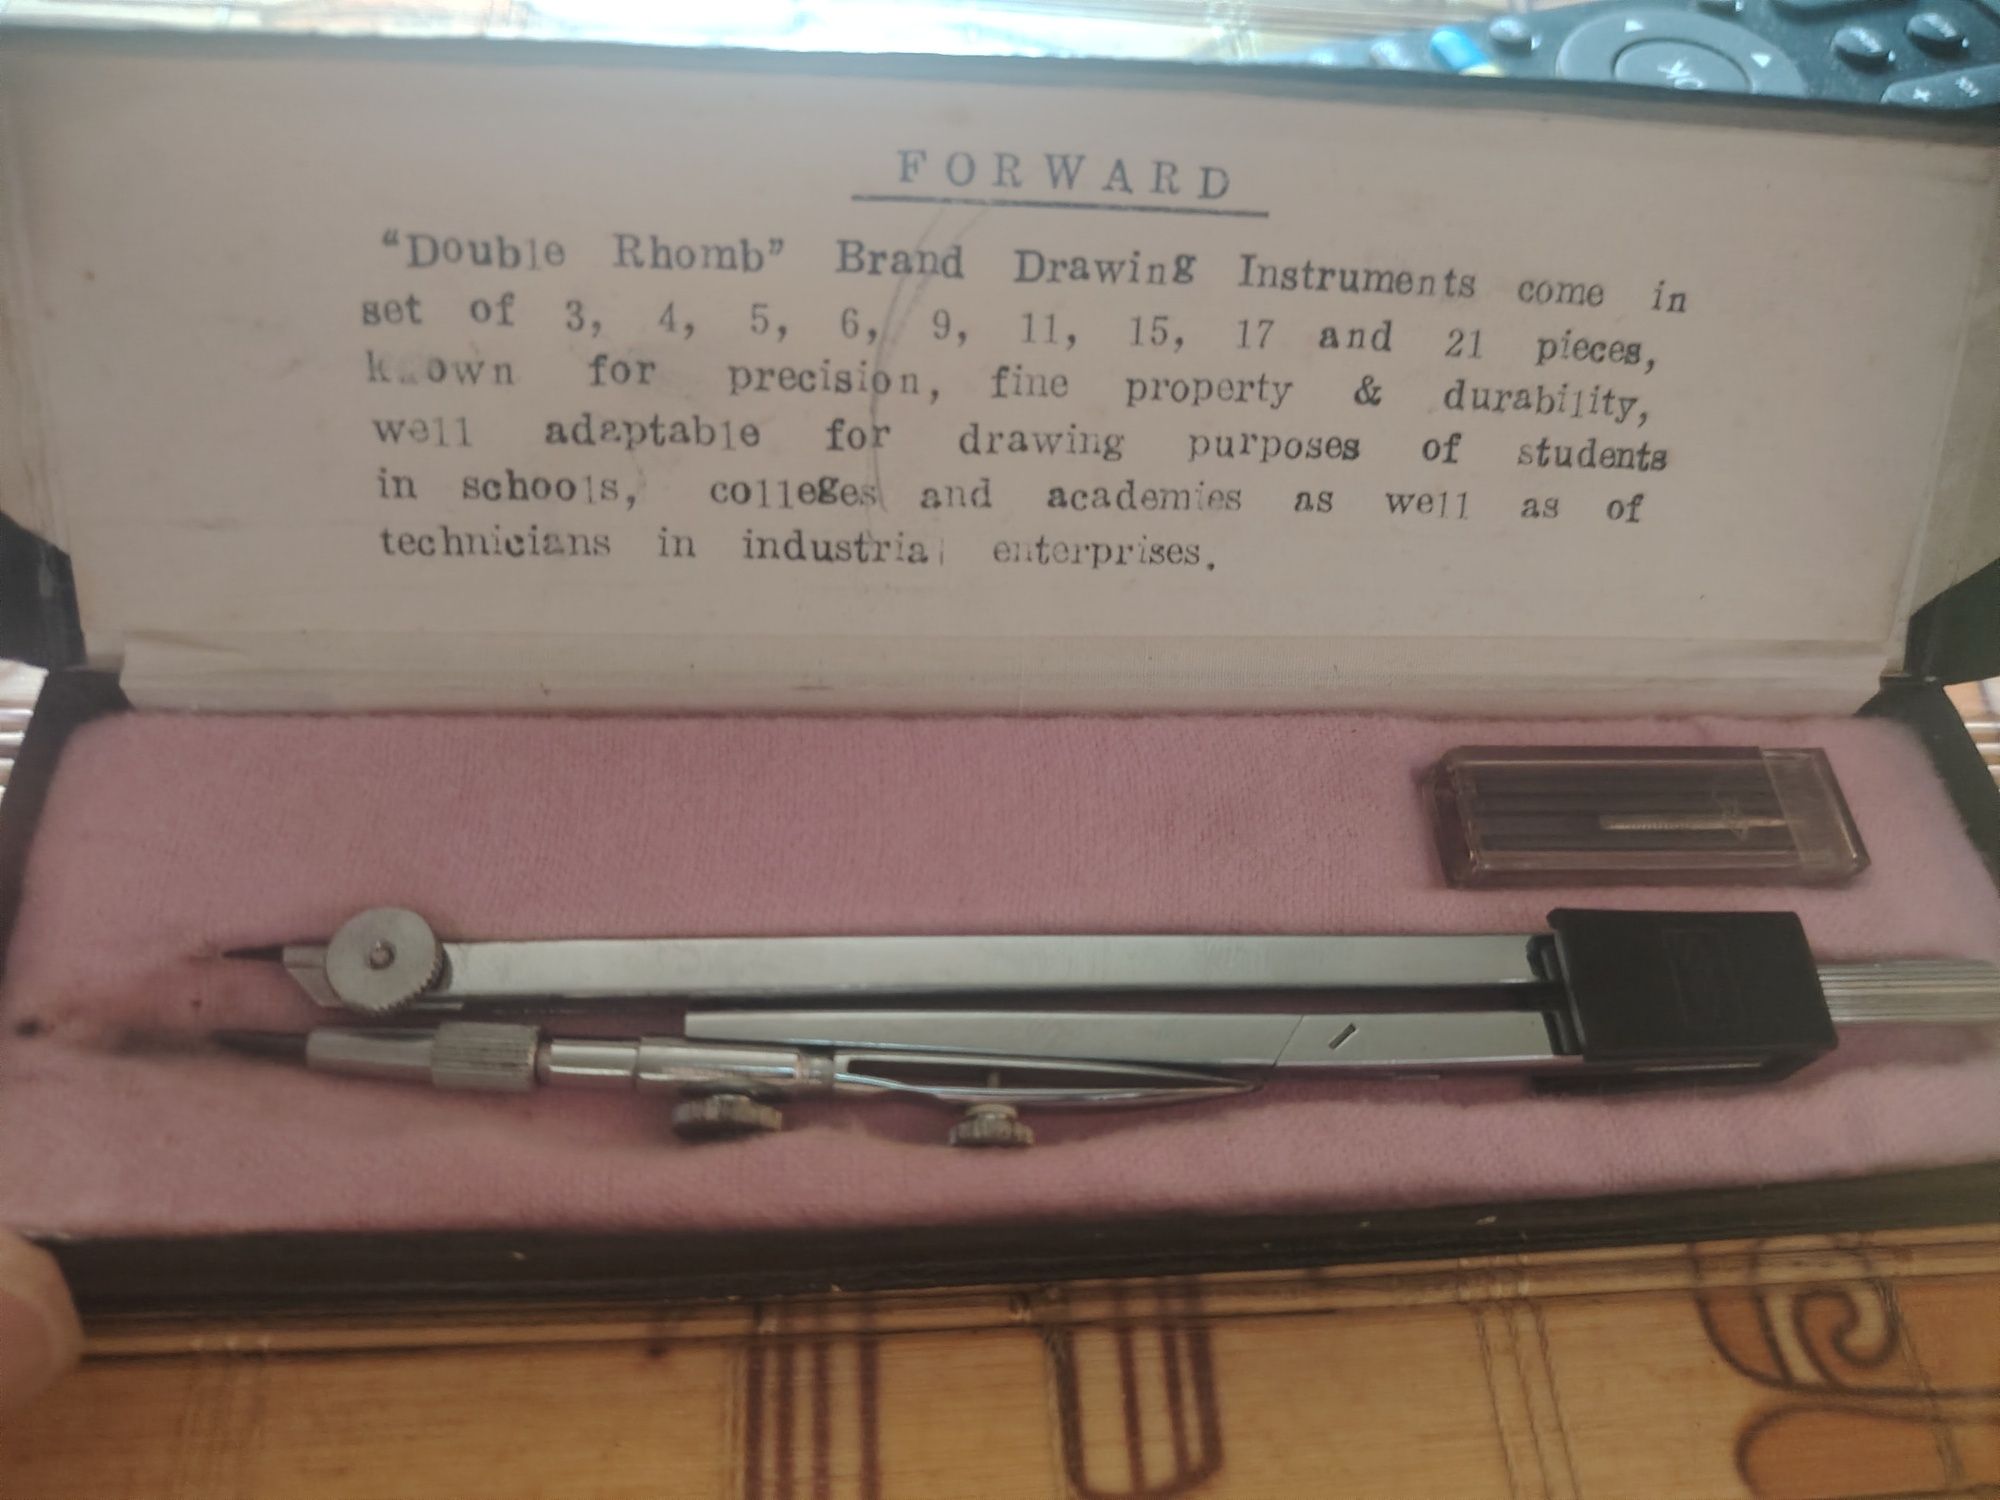 FORWARD
“Double Rhomb” Brand Drawing Instruments come in
set of 3, 4, 5, 6, 9, 11, 15, 17 and 21 pieces,
known for precision, fine property & durability,
well adaptable for drawing purposes of students
in schools, colleges and academies as well as of
technicians in industrial enterprises.
OK